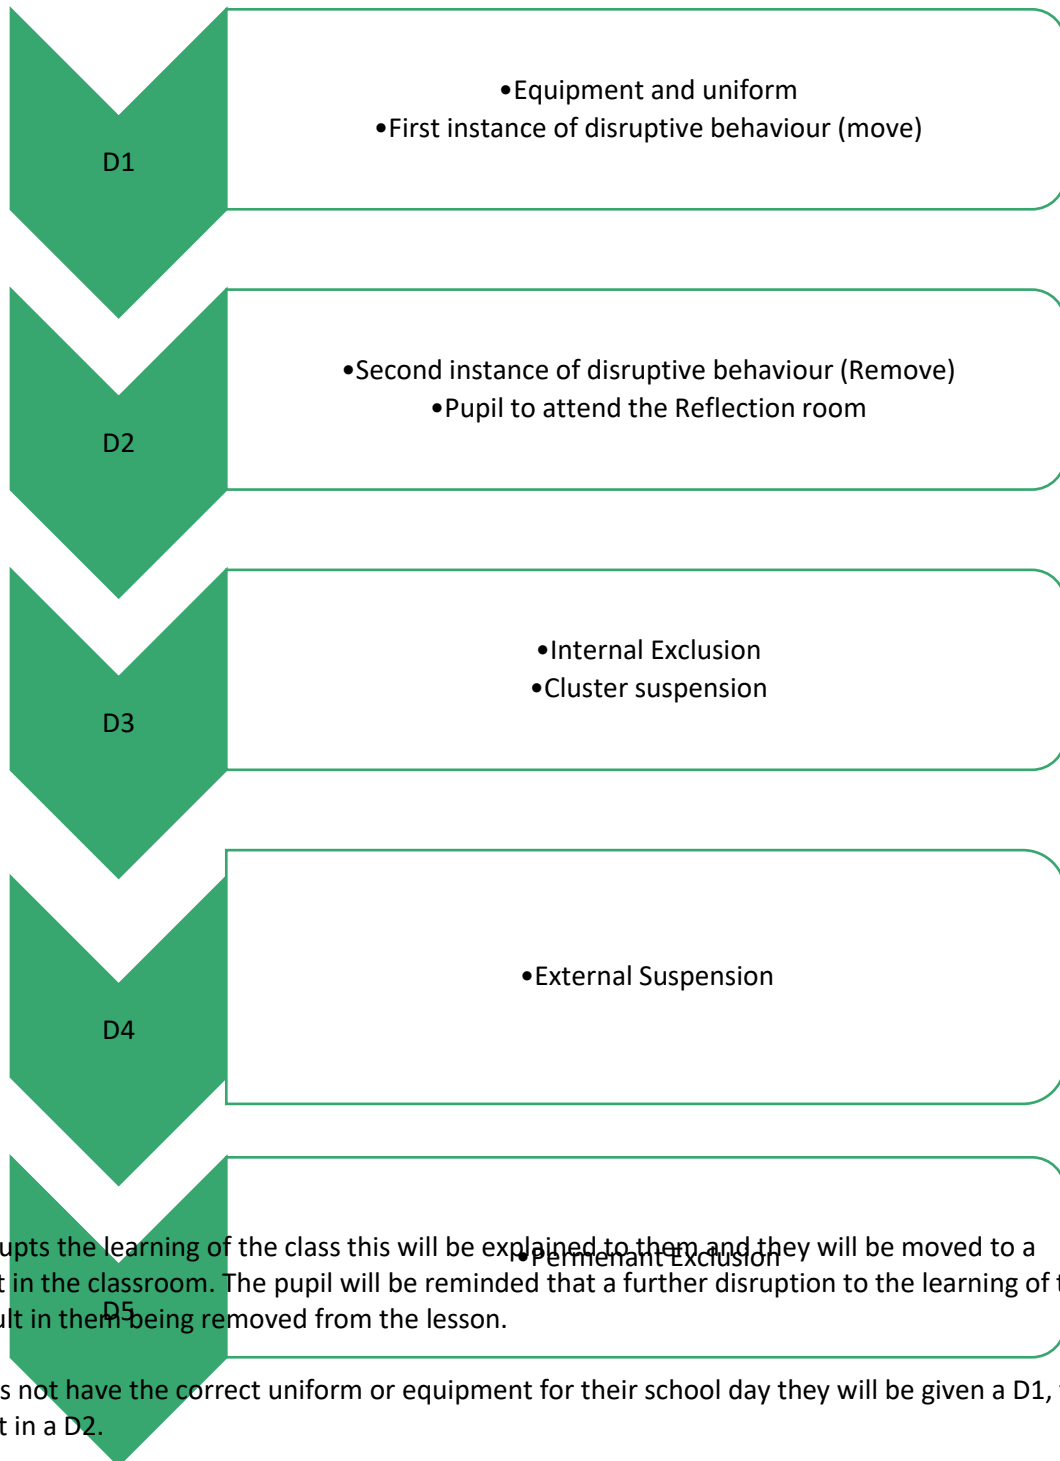 •Equipment and uniform
•First instance of disruptive behaviour (move)
D1
•Second instance of disruptive behaviour (Remove)
•Pupil to attend the Reflection room
D2
•Internal Exclusion
•Cluster suspension
D3
•External Suspension
D4
•Permenant Exclusion
D5
upts the learning of the class this will be explained to them and they will be moved to a
t in the classroom. The pupil will be reminded that a further disruption to the learning of t
ult in them being removed from the lesson.
s not have the correct uniform or equipment for their school day they will be given a D1,
t in a D2.